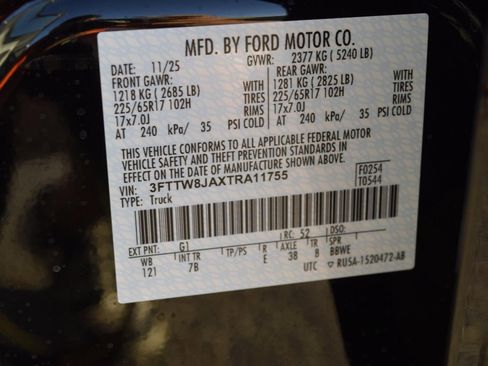 MFD. BY FORD MOTOR CO.
DATE: 11/25 GVWR: 2377 KG ( 5240 LB)
FRONT GAWR: REAR GAWR:
1218 KG ( 2685 LB) WITH 1281 KG ( 2825 LB) WITH
225/65R17 102H TIRES 225/65R17 102H TIRES
17x7.0J RIMS 17x7.0J RIMS
AT 240 kPa/ 35 PSI COLD AT 240 kPa/ 35 PSI COLD
THIS VEHICLE CONFORMS TO ALL APPLICABLE FEDERAL MOTOR
VEHICLE SAFETY AND THEFT PREVENTION STANDARDS IN EFFECT
ON THE DATE OF MANUFACTURE SHOWN ABOVE.
VIN: 3FTTW8JAXTRA11755 F0254
TYPE: Truck T0544
EXT PNT: G1 RC: 52 DSO:
WB INT TR TP/PS R AXLE TR SPR
121 7B E 38 8 BBWE
UTC RU5A-1520472-AB